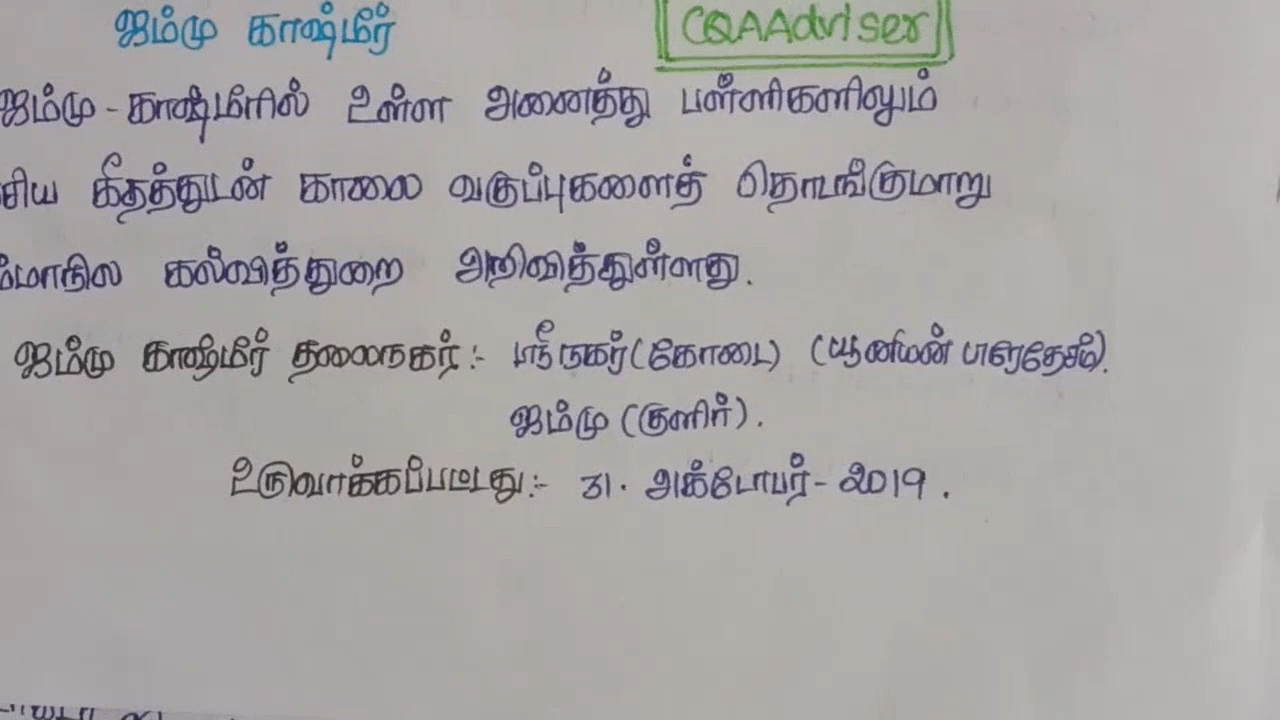 ஜம்மு காஷ்மீர்
CQAAdviser
ஜம்மு - காஷ்மீரில் உள்ள அனைத்து பள்ளிகளிலும்
சிய கீதத்துடன் காலை வகுப்புகளைத் தொடங்குமாறு
ம்மாநில கல்வித்துறை அறிவித்துள்ளது.
ஜம்மு காஷ்மீர் தலைநகர் :- ஸ்ரீநகர் (கோடை) (யூனியன் பிரதேசம்).
ஜம்மு (குளிர்).
உருவாக்கப்பட்டது :- 31. அக்டோபர் - 2019.